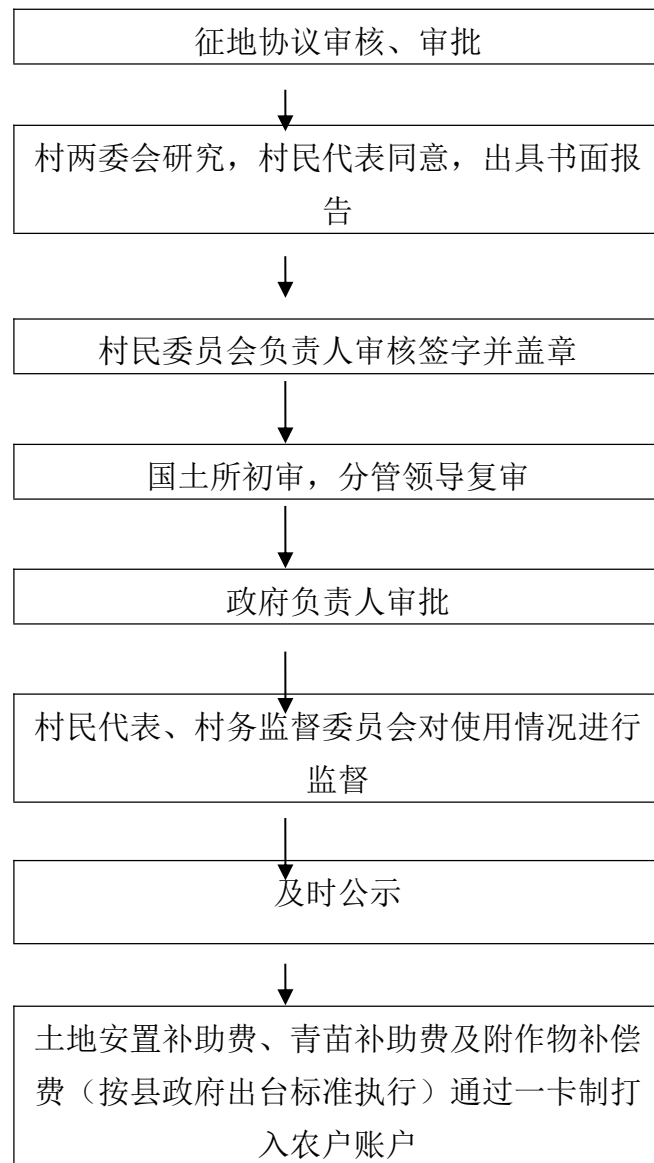 征地协议审核、审批
村两委会研究，村民代表同意，出具书面报
告
村民委员会负责人审核签字并盖章
国土所初审，分管领导复审
政府负责人审批
村民代表、村务监督委员会对使用情况进行
监督
及时公示
土地安置补助费、青苗补助费及附作物补偿
费（按县政府出台标准执行）通过一卡制打
入农户账户